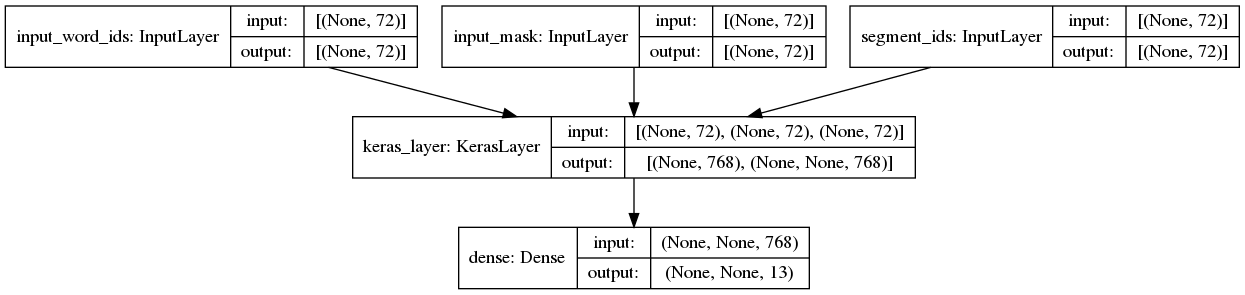 input_word_ids: InputLayer
input: [(None, 72)]
output: [(None, 72)]
input_mask: InputLayer
input: [(None, 72)]
output: [(None, 72)]
segment_ids: InputLayer
input: [(None, 72)]
output: [(None, 72)]
keras_layer: KerasLayer
input: [(None, 72), (None, 72), (None, 72)]
output: [(None, 768), (None, None, 768)]
dense: Dense
input: (None, None, 768)
output: (None, None, 13)